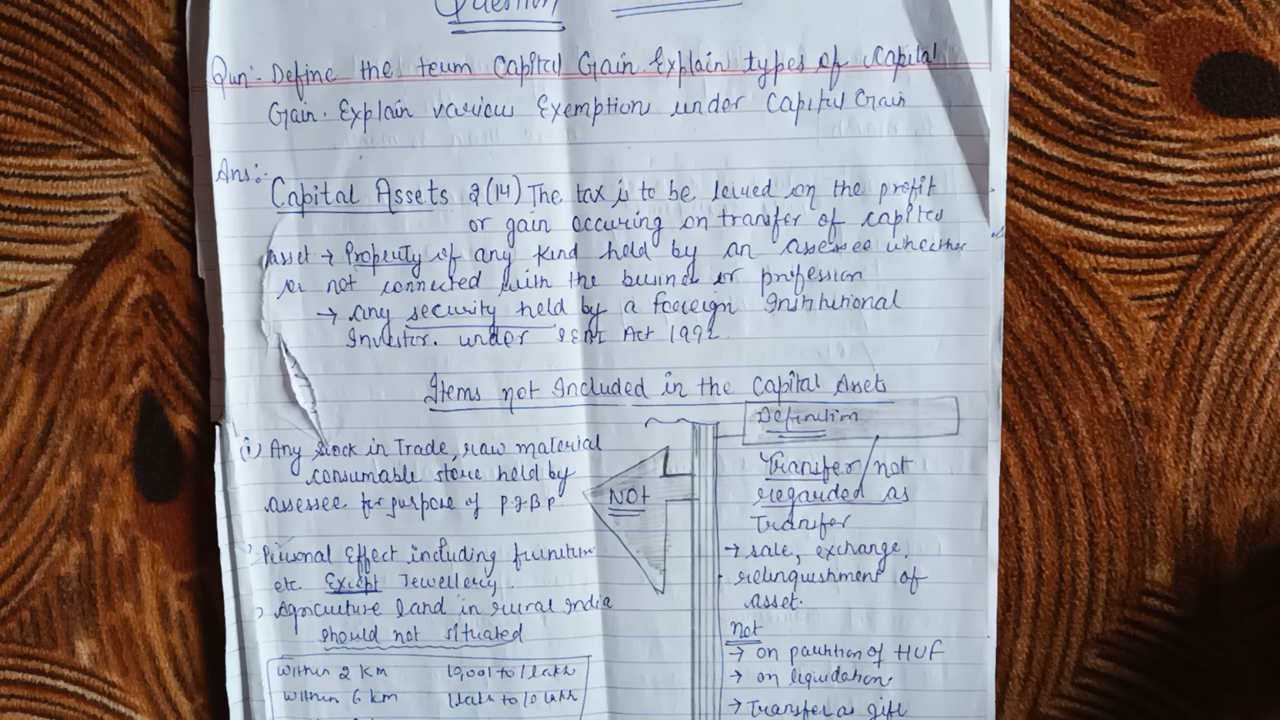 Question
Qun:- Define the team Capital Gain Explain types of Capital
Gain. Explain various Exemption under Capital Gain
Ans:-
Capital Assets 2(14) The tax is to be levied on the profit
or gain occuring on transfer of capital
asset → Property of any kind held by an assesee whether
or not connected with the busines or profession
→ any security held by a foreign Institutional
Investor. under SEBI Act 1992.
Items not Included in the Capital Assets
(i) Any stock in Trade, raw material
consumable store held by
assessee for purpose of P.g.B.P
Personal Effect including furniture
etc. Except Jewellery.
Agriculture land in rural India
should not situated
within 2 km 10,001 to 1 lakh
within 6 km 1 lakh to 10 lakh
NOt
Definition
Transfer/not
regarded as
Transfer
→ sale, exchange,
relinquishment of
asset.
Not
→ on partition of HUF
→ on liquidation
→ Transfer as gift